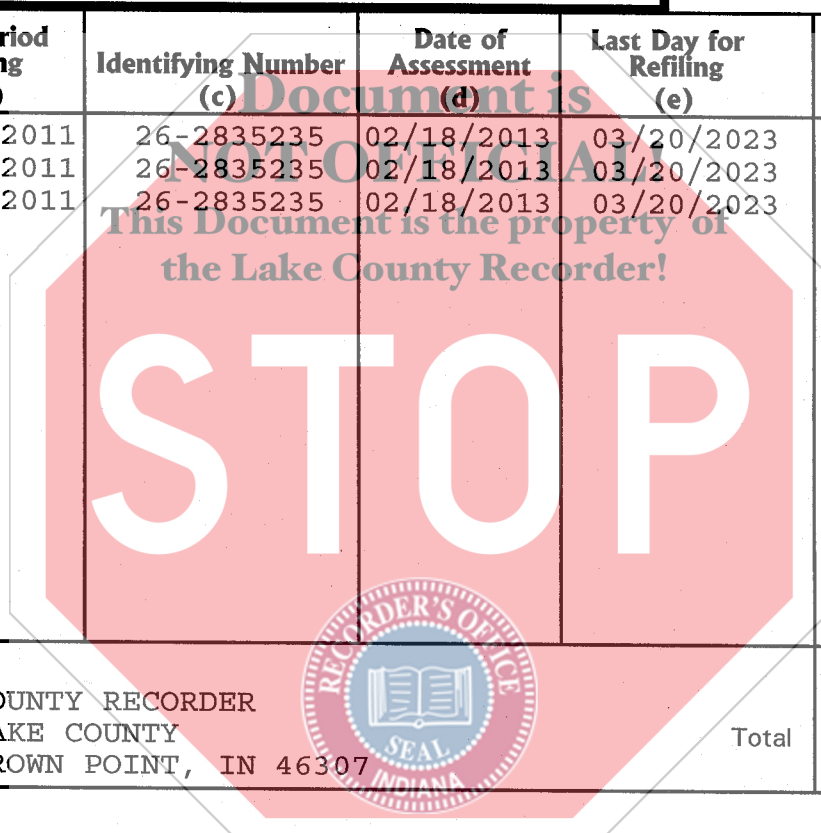 riod
ng
)
Identifying Number
(c)
Date of
Assessment
(d)
Last Day for
Refiling
(e)
2011 26-2835235 02/18/2013 03/20/2023
2011 26-2835235 02/18/2013 03/20/2023
2011 26-2835235 02/18/2013 03/20/2023
Document is
NOT OFFICIAL!
This Document is the property of
the Lake County Recorder!
STOP
RECORDER'S OFFICE
SEAL
INDIANA
OUNTY RECORDER
AKE COUNTY
ROWN POINT, IN 46307
Total